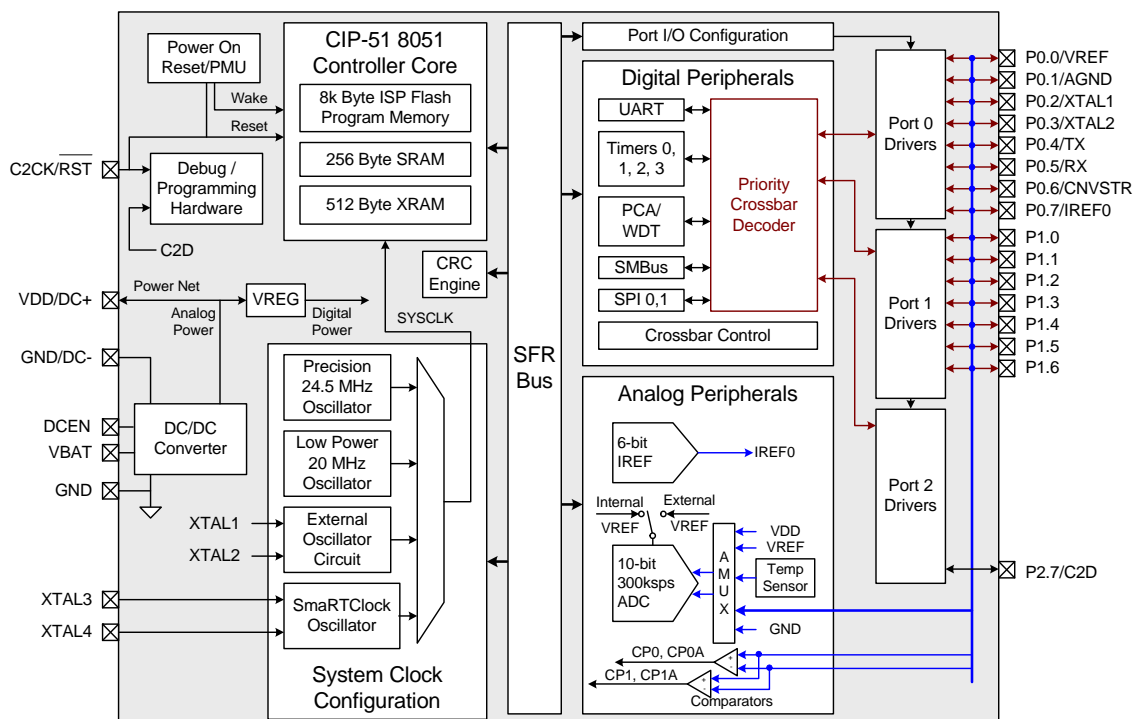 Power On
Reset/PMU
Wake
Reset
C2CK/RST
Debug /
Programming
Hardware
C2D
VDD/DC+
Power Net
Analog
Power
VREG
Digital
Power
GND/DC-
DCEN
VBAT
GND
DC/DC
Converter
XTAL1
XTAL2
XTAL3
XTAL4
CIP-51 8051
Controller Core
8k Byte ISP Flash
Program Memory
256 Byte SRAM
512 Byte XRAM
CRC
Engine
SYSCLK
Precision
24.5 MHz
Oscillator
Low Power
20 MHz
Oscillator
External
Oscillator
Circuit
SmaRTClock
Oscillator
System Clock
Configuration
SFR
Bus
Port I/O Configuration
Digital Peripherals
UART
Timers 0,
1, 2, 3
PCA/
WDT
SMBus
SPI 0,1
Priority
Crossbar
Decoder
Crossbar Control
Analog Peripherals
6-bit
IREF
IREF0
Internal
VREF
External
VREF
10-bit
300ksps
ADC
A
M
U
X
VDD
VREF
Temp
Sensor
GND
CP0, CP0A
CP1, CP1A
+
-
+
-
Comparators
Port 0
Drivers
Port 1
Drivers
Port 2
Drivers
P0.0/VREF
P0.1/AGND
P0.2/XTAL1
P0.3/XTAL2
P0.4/TX
P0.5/RX
P0.6/CNVSTR
P0.7/IREF0
P1.0
P1.1
P1.2
P1.3
P1.4
P1.5
P1.6
P2.7/C2D